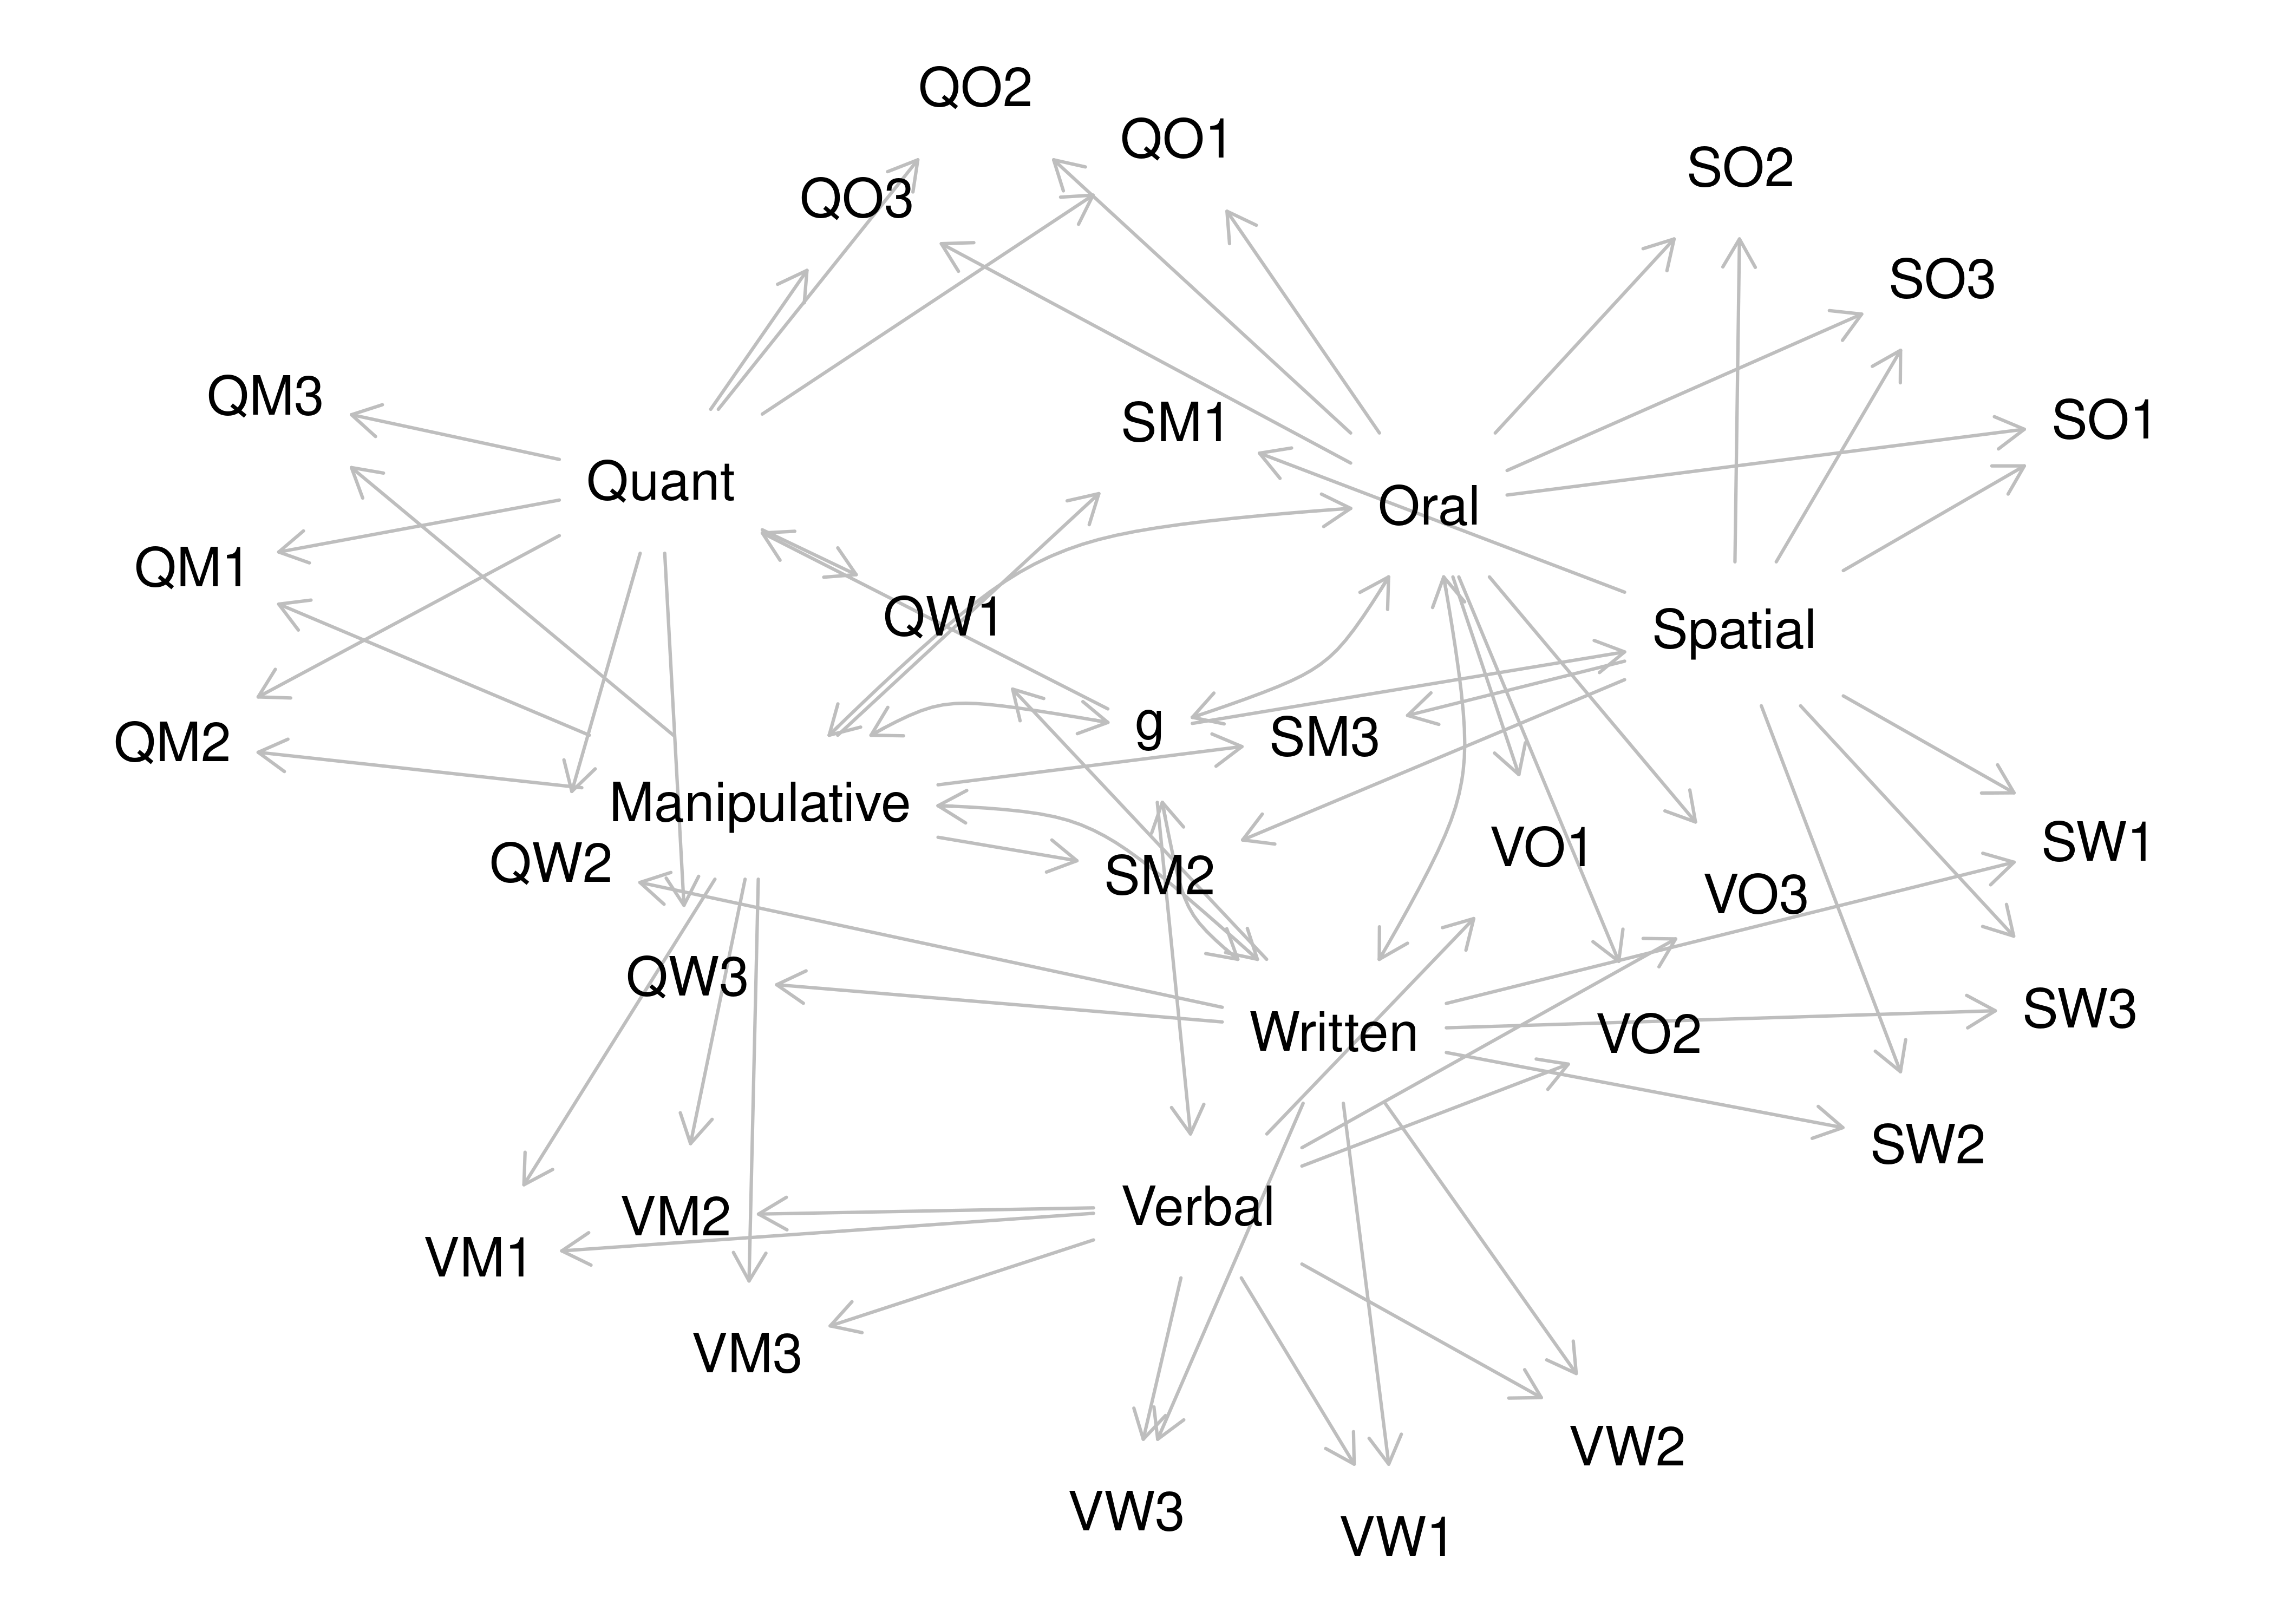 QO2
QO1
SO2
QO3
SO3
QM3
SM1
SO1
Quant
Oral
QM1
QW1
Spatial
g
SM3
QM2
Manipulative
SW1
VO1
QW2
SM2
VO3
QW3
SW3
Written
VO2
SW2
Verbal
VM2
VM1
VM3
VW2
VW3
VW1